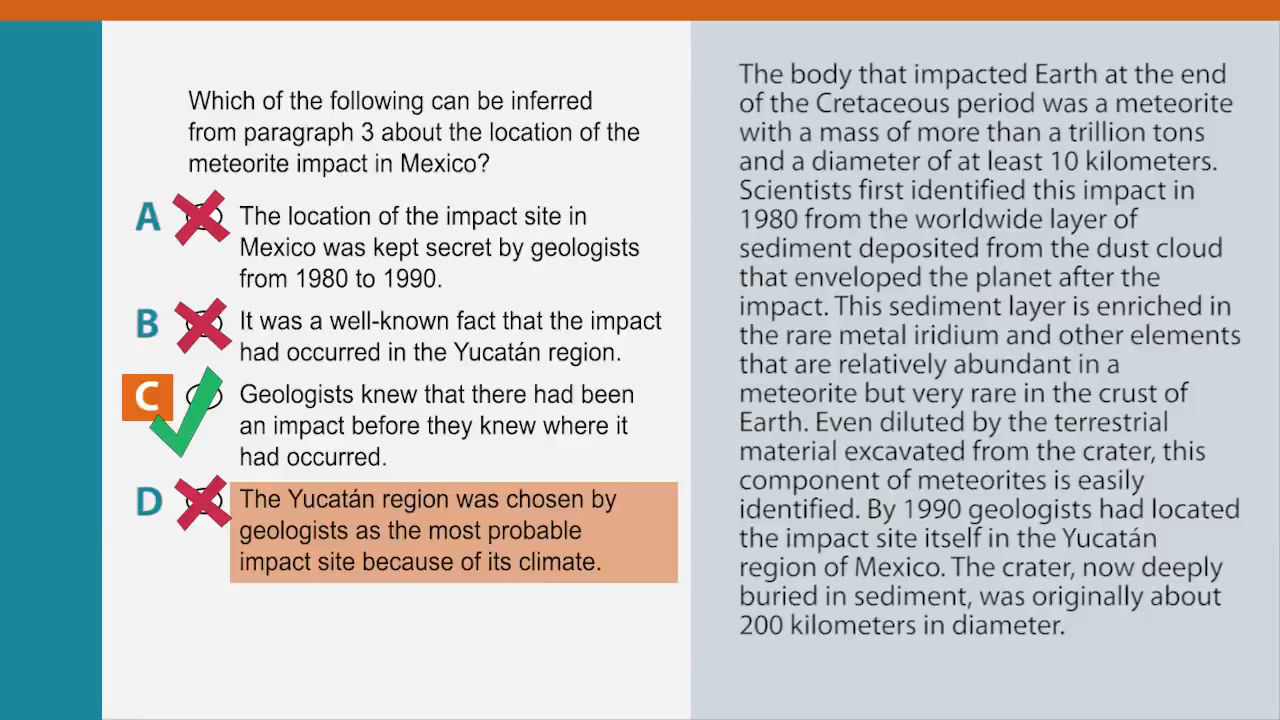 Which of the following can be inferred
from paragraph 3 about the location of the
meteorite impact in Mexico?
A
The location of the impact site in
Mexico was kept secret by geologists
from 1980 to 1990.
B
It was a well-known fact that the impact
had occurred in the Yucatán region.
C
Geologists knew that there had been
an impact before they knew where it
had occurred.
D
The Yucatán region was chosen by
geologists as the most probable
impact site because of its climate.
The body that impacted Earth at the end
of the Cretaceous period was a meteorite
with a mass of more than a trillion tons
and a diameter of at least 10 kilometers.
Scientists first identified this impact in
1980 from the worldwide layer of
sediment deposited from the dust cloud
that enveloped the planet after the
impact. This sediment layer is enriched in
the rare metal iridium and other elements
that are relatively abundant in a
meteorite but very rare in the crust of
Earth. Even diluted by the terrestrial
material excavated from the crater, this
component of meteorites is easily
identified. By 1990 geologists had located
the impact site itself in the Yucatán
region of Mexico. The crater, now deeply
buried in sediment, was originally about
200 kilometers in diameter.